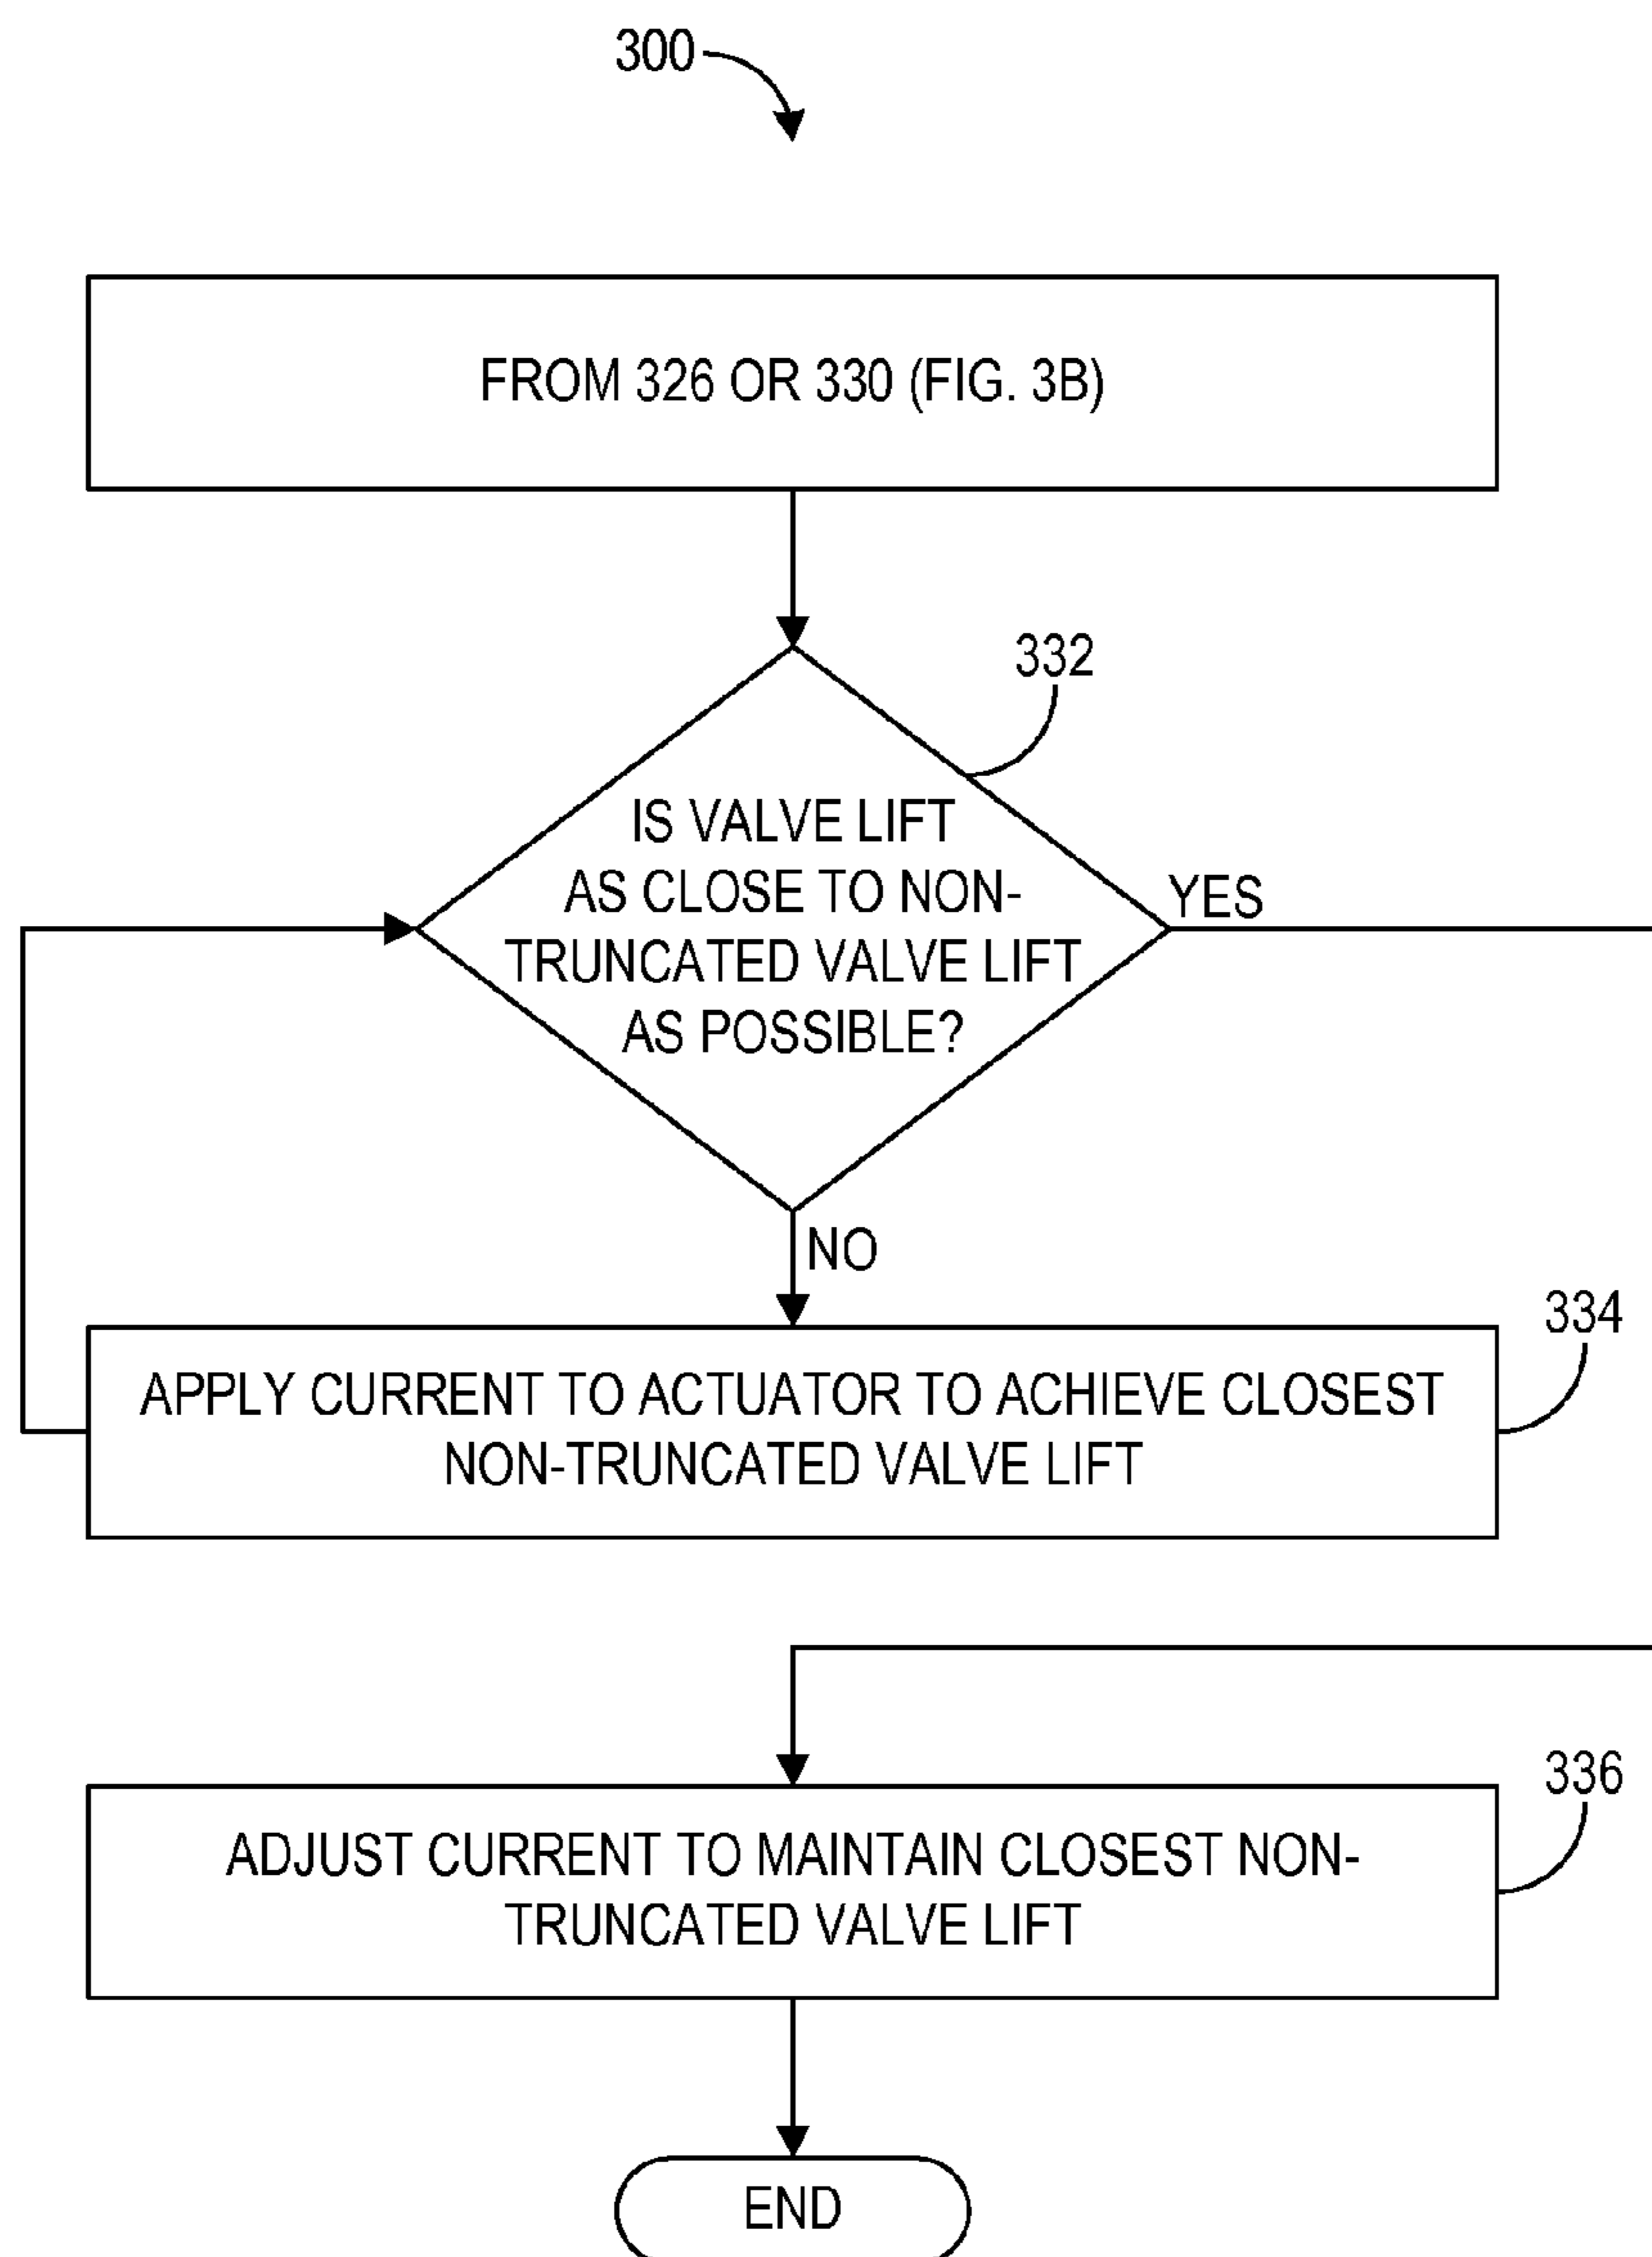 300
FROM 326 OR 330 (FIG. 3B)
332
IS VALVE LIFT
AS CLOSE TO NON-
TRUNCATED VALVE LIFT
AS POSSIBLE?
YES
NO
334
APPLY CURRENT TO ACTUATOR TO ACHIEVE CLOSEST
NON-TRUNCATED VALVE LIFT
336
ADJUST CURRENT TO MAINTAIN CLOSEST NON-
TRUNCATED VALVE LIFT
END